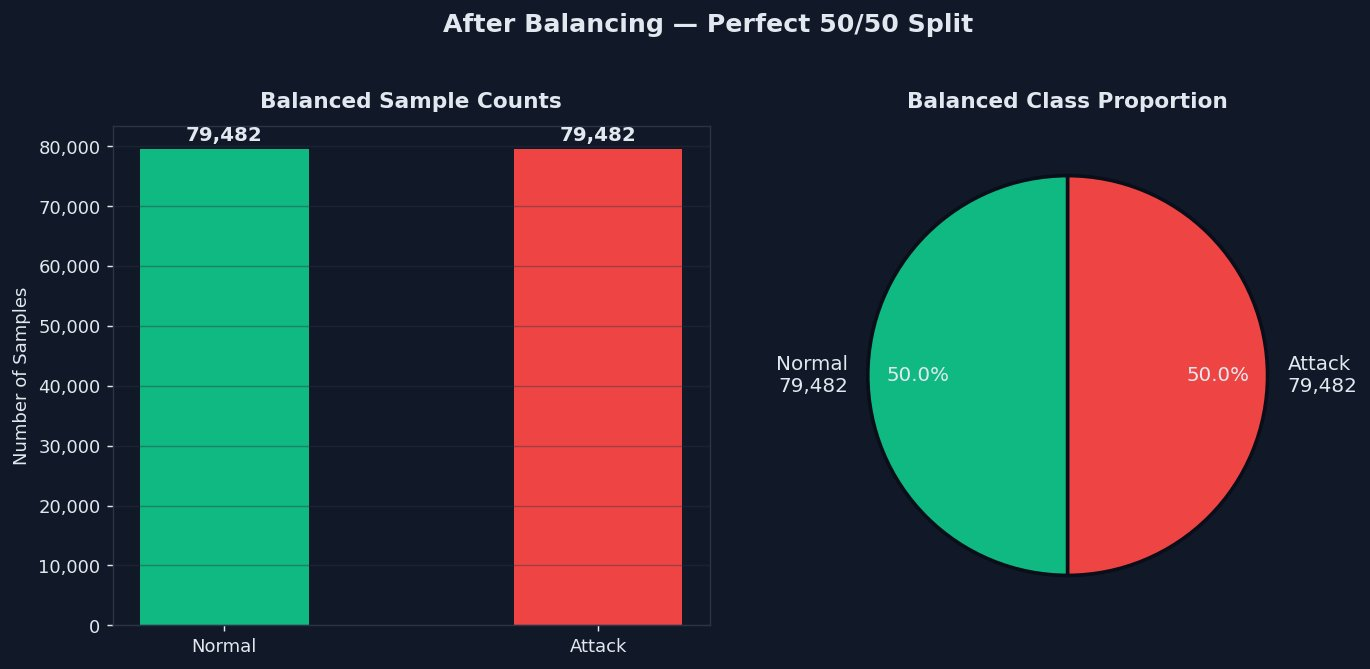 After Balancing — Perfect 50/50 Split
Balanced Sample Counts
79,482
79,482
80,000
70,000
60,000
50,000
40,000
30,000
20,000
10,000
0
Number of Samples
Normal
Attack
Balanced Class Proportion
Normal
79,482
50.0%
50.0%
Attack
79,482